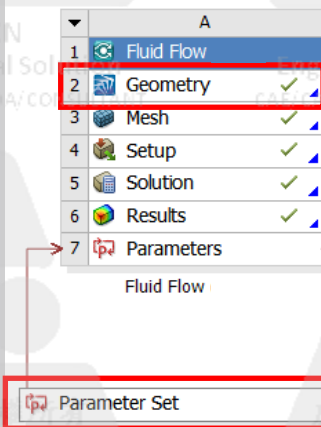 A
1 Fluid Flow
2 Geometry
3 Mesh
4 Setup
5 Solution
6 Results
7 Parameters
Fluid Flow
Parameter Set